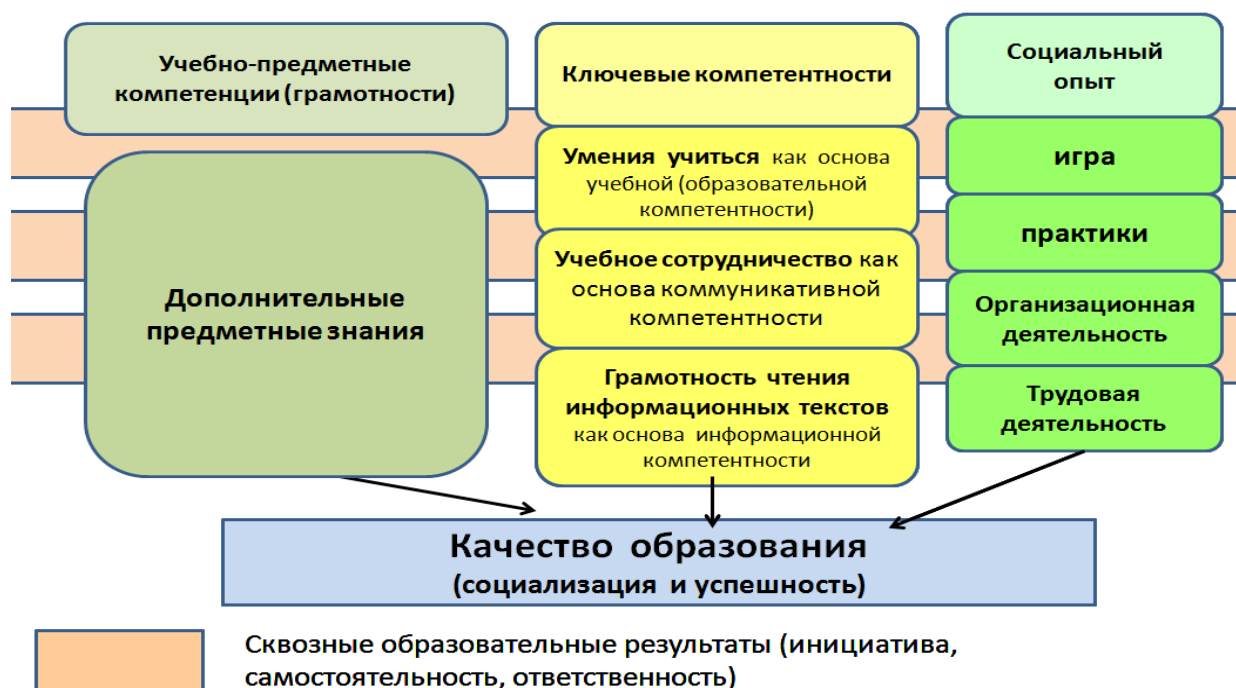 Учебно-предметные
компетенции (грамотности)
Дополнительные
предметные знания
Ключевые компетентности
Умения учиться как основа
учебной (образовательной
компетентности)
Учебное сотрудничество как
основа коммуникативной
компетентности
Грамотность чтения
информационных текстов
как основа информационной
компетентности
Социальный
опыт
игра
практики
Организационная
деятельность
Трудовая
деятельность
Качество образования
(социализация и успешность)
Сквозные образовательные результаты (инициатива,
самостоятельность, ответственность)